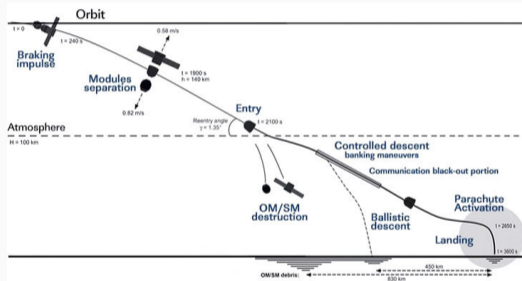 Orbit
t=0
t=240 s
Braking
impulse
0.58 m/s
t=1900 s
h=140 km
Modules
separation
0.62 m/s
Entry
t=2100 s
Reentry angle
γ=1.35°
Atmosphere
H=100 km
Controlled descent
banking maneuvers
Communication black-out portion
OM/SM
destruction
Ballistic
descent
Parachute
Activation
t=2650 s
Landing
t=3600 s
OM/SM debris:
450 km
630 km